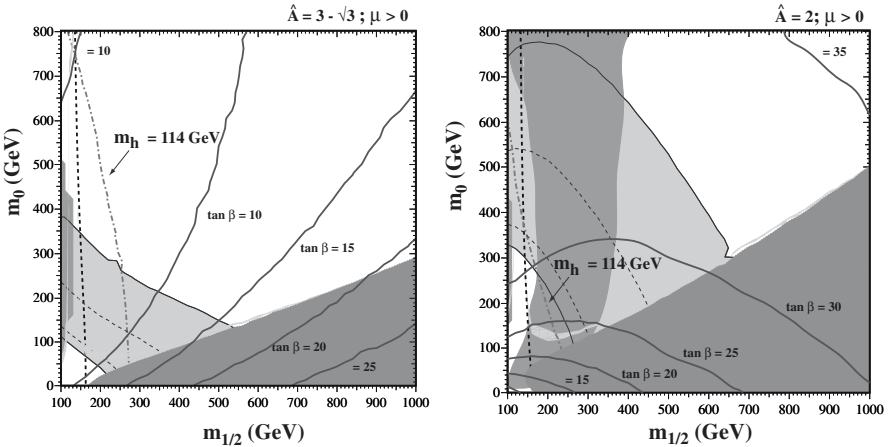 Â = 3 - √3 ; μ > 0
800
700
600
500
400
300
200
100
0
m0 (GeV)
= 10
mh = 114 GeV
tan β = 10
tan β = 15
tan β = 20
= 25
100 200 300 400 500 600 700 800 900 1000
m1/2 (GeV)
Â = 2; μ > 0
800
700
600
500
400
300
200
100
0
m0 (GeV)
= 35
mh = 114 GeV
tan β = 30
tan β = 25
tan β = 20
= 15
100 200 300 400 500 600 700 800 900 1000
m1/2 (GeV)